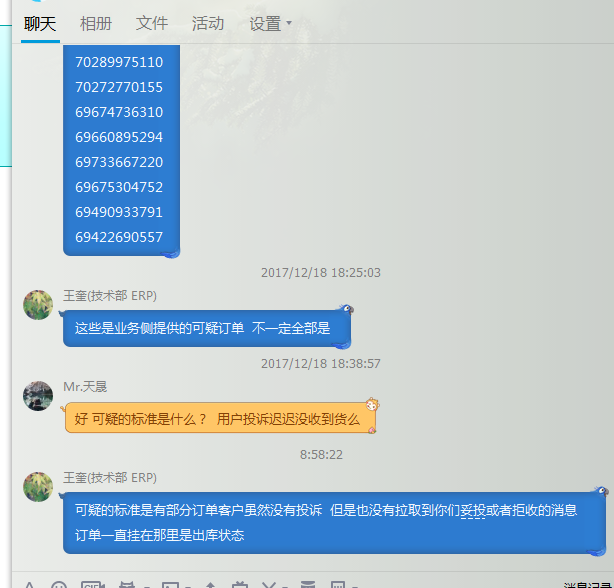 聊天 相册 文件 活动 设置
70289975110
70272770155
69674736310
69660895294
69733667220
69675304752
69490933791
69422690557
2017/12/18 18:25:03
王奎(技术部 ERP)
这些是业务侧提供的可疑订单 不一定全部是
2017/12/18 18:38:57
Mr.天晟
好 可疑的标准是什么？ 用户投诉迟迟没收到货么
8:58:22
王奎(技术部 ERP)
可疑的标准是有部分订单客户虽然没有投诉 但是也没有拉取到你们妥投或者拒收的消息
订单一直挂在那里是出库状态
消息记录